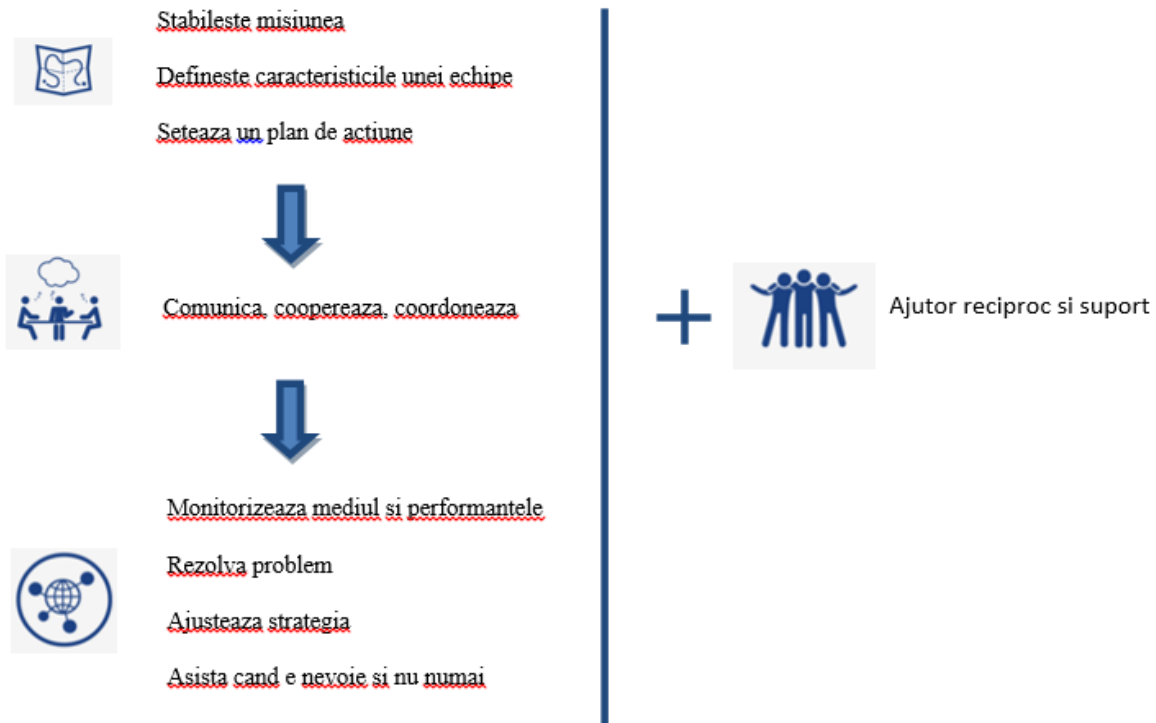 Stabileste misiunea
Defineste caracteristicile unei echipe
Seteaza un plan de actiune
Comunica, coopereaza, coordoneaza
Ajutor reciproc si suport
Monitorizeaza mediul si performantele
Rezolva problem
Ajusteaza strategia
Asista cand e nevoie si nu numai